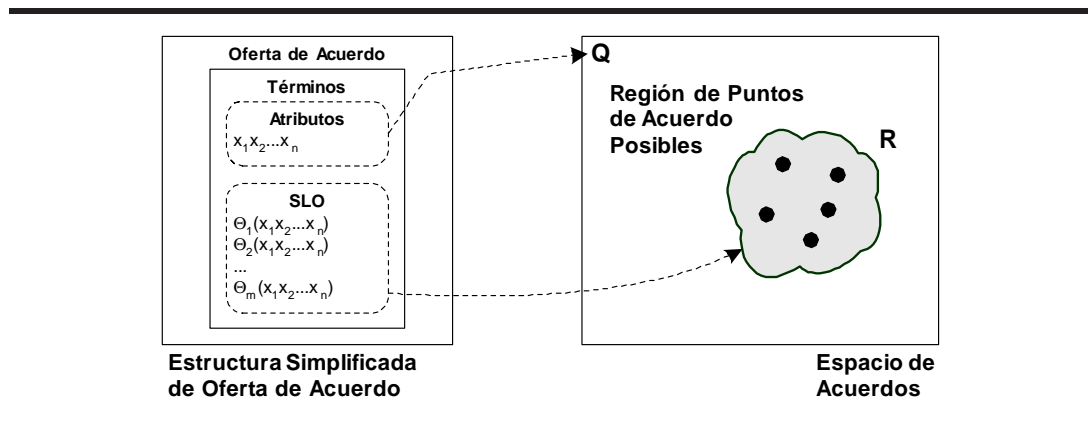 Oferta de Acuerdo
Términos
Atributos
x₁x₂...xₙ
SLO
Θ₁(x₁x₂...xₙ)
Θ₂(x₁x₂...xₙ)
...
Θₘ(x₁x₂...xₙ)
Estructura Simplificada
de Oferta de Acuerdo
Q
Región de Puntos
de Acuerdo
Posibles
R
Espacio de
Acuerdos